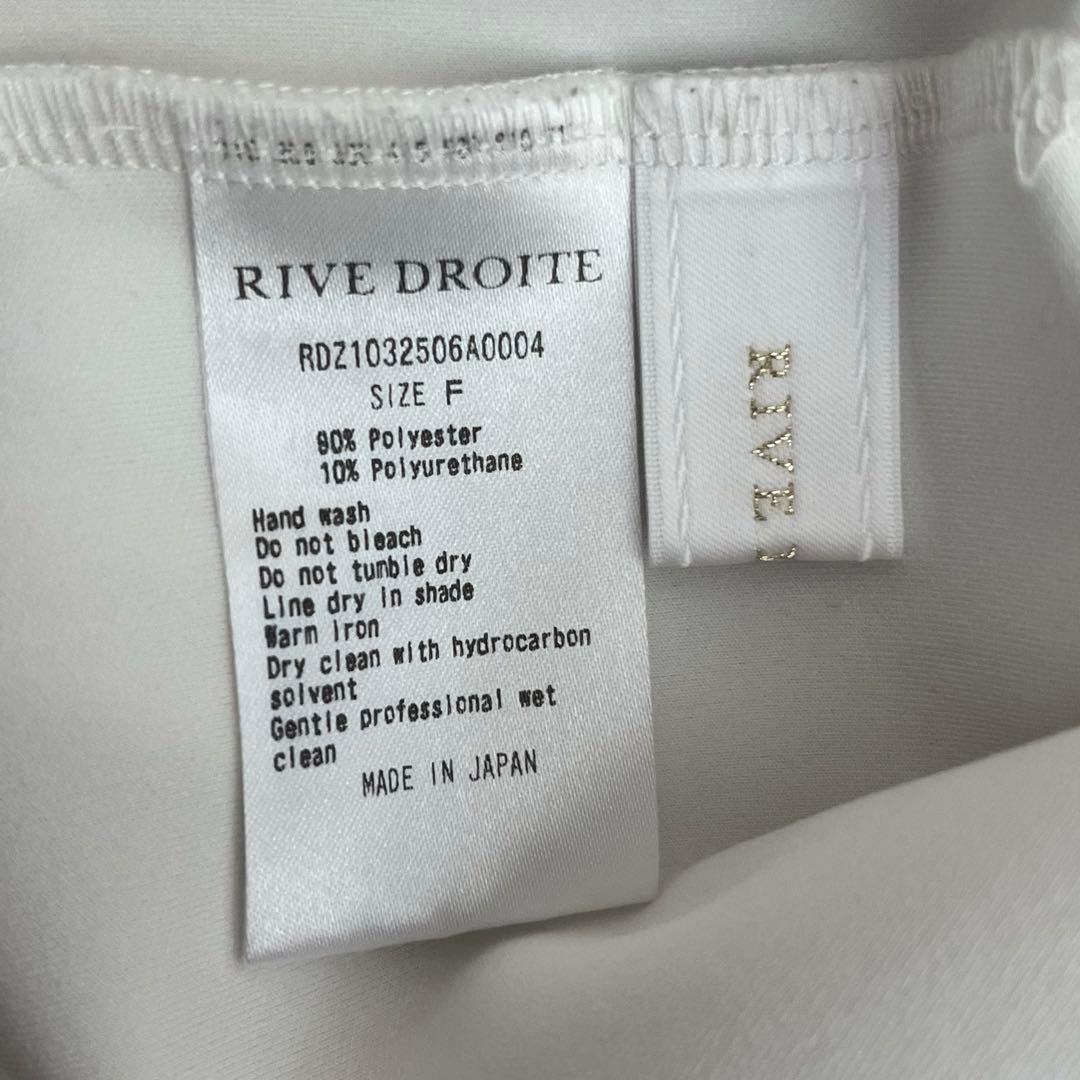 RIVE DROITE
RDZ1032506A0004
SIZE F
90% Polyester
10% Polyurethane
Hand wash
Do not bleach
Do not tumble dry
Line dry in shade
Warm iron
Dry clean with hydrocarbon
solvent
Gentle professional wet
clean
MADE IN JAPAN
RIVE